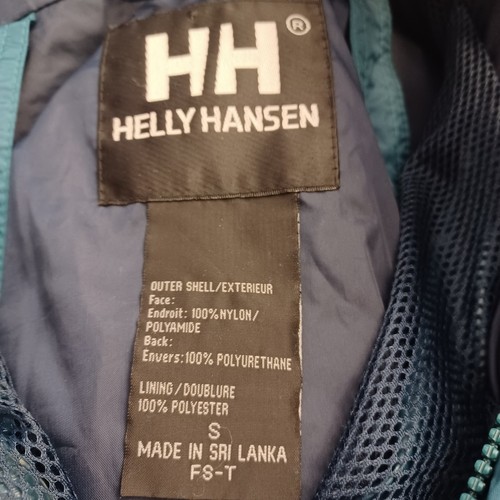 HH®
HELLY HANSEN
OUTER SHELL/EXTERIEUR
Face:
Endroit: 100%NYLON/
POLYAMIDE
Back:
Envers: 100% POLYURETHANE
LINING/DOUBLURE
100% POLYESTER
S
MADE IN SRI LANKA
FS-T